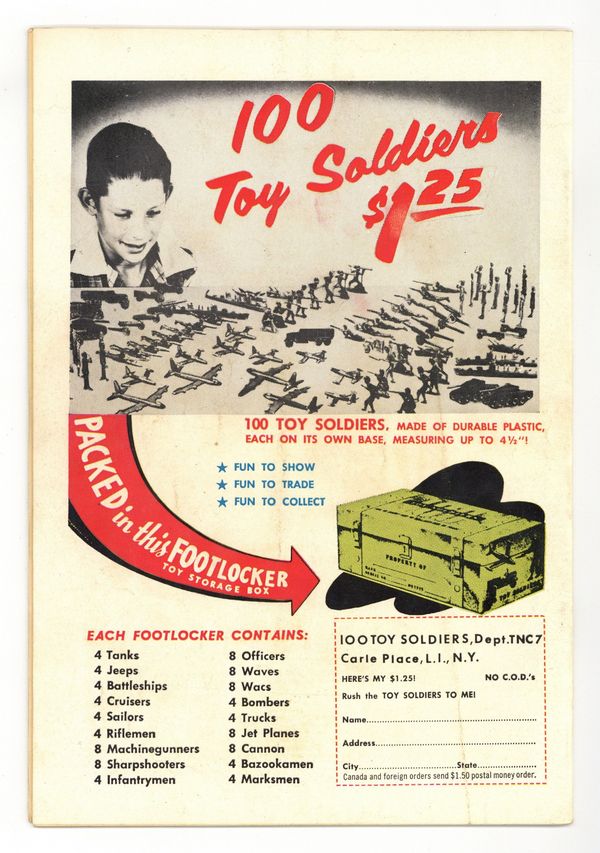 100
Toy Soldiers
$1.25
100 TOY SOLDIERS, MADE OF DURABLE PLASTIC,
EACH ON ITS OWN BASE, MEASURING UP TO 4½"!
★ FUN TO SHOW
★ FUN TO TRADE
★ FUN TO COLLECT
PACKED in this FOOTLOCKER
TOY STORAGE BOX
PROPERTY OF
EACH FOOTLOCKER CONTAINS:
4 Tanks
4 Jeeps
4 Battleships
4 Cruisers
4 Sailors
4 Riflemen
8 Machinegunners
8 Sharpshooters
4 Infantrymen
8 Officers
8 Waves
8 Wacs
4 Bombers
4 Trucks
8 Jet Planes
8 Cannon
4 Bazookamen
4 Marksmen
100 TOY SOLDIERS, Dept. TNC7
Carle Place, L.I., N.Y.
HERE'S MY $1.25! NO C.O.D.'s
Rush the TOY SOLDIERS TO ME!
Name
Address
City State
Canada and foreign orders send $1.50 postal money order.